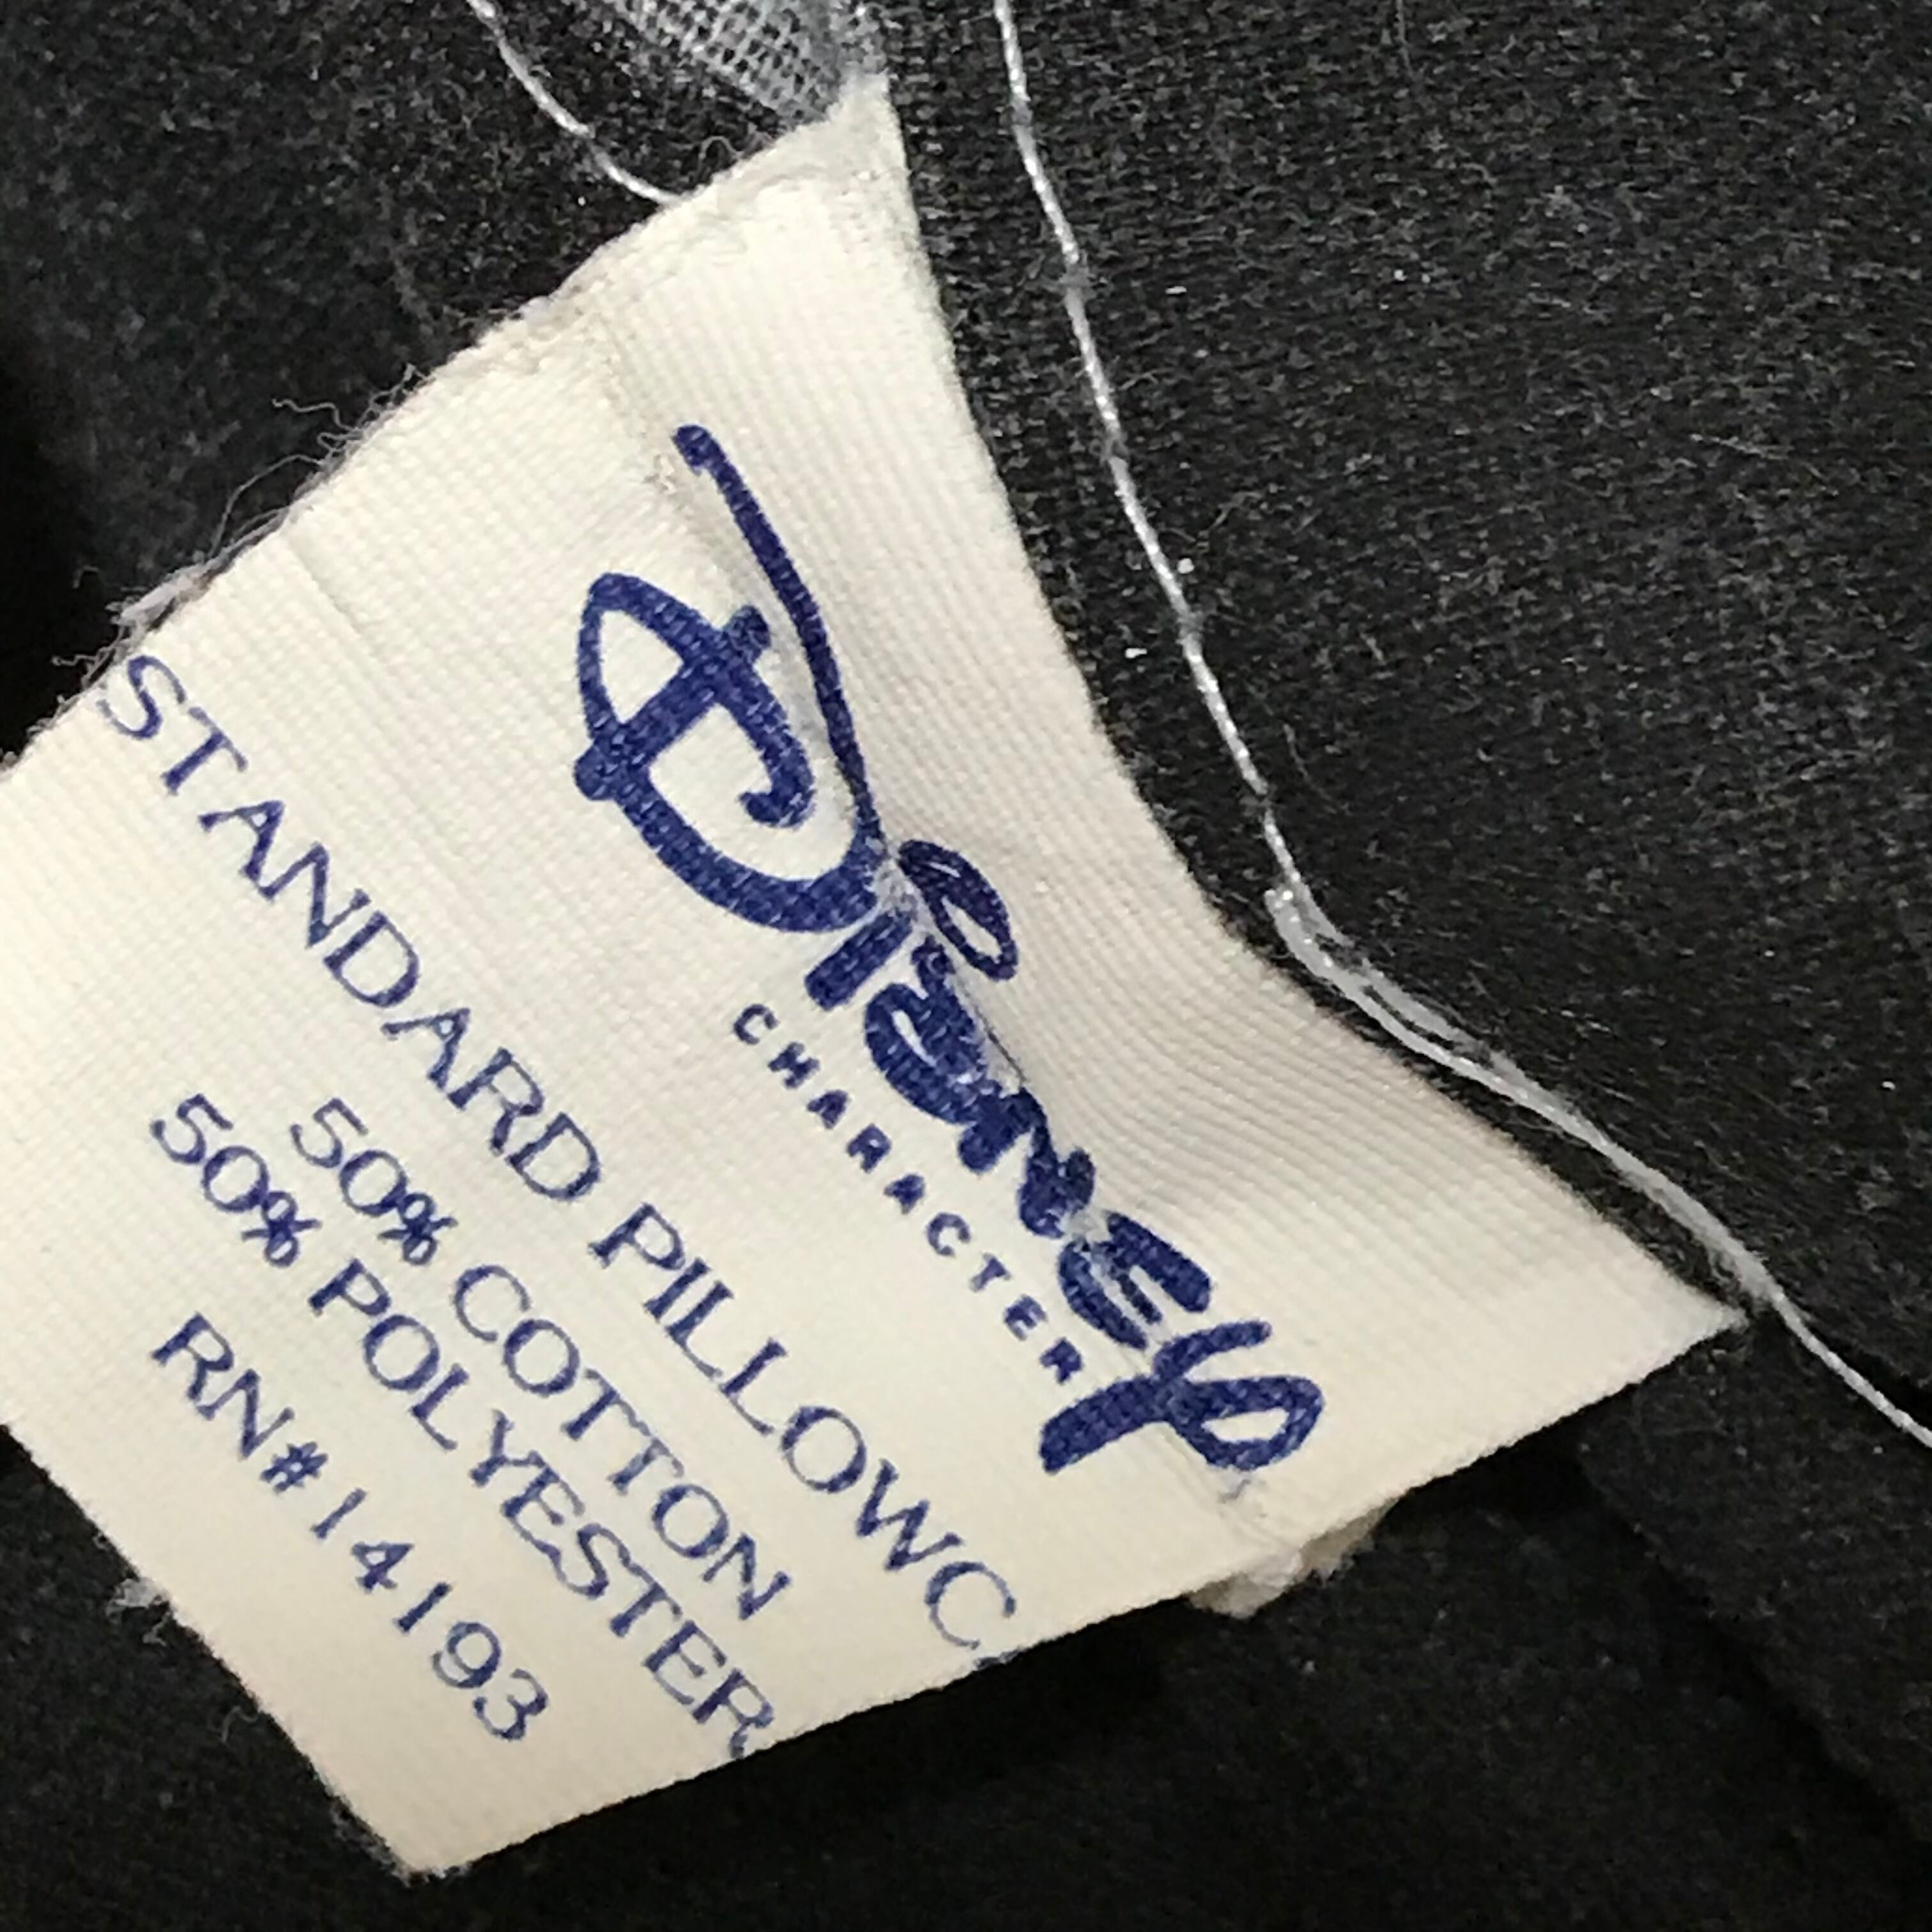 Disney
CHARACTER
STANDARD PILLOWC
50% COTTON
50% POLYESTER
RN#14193